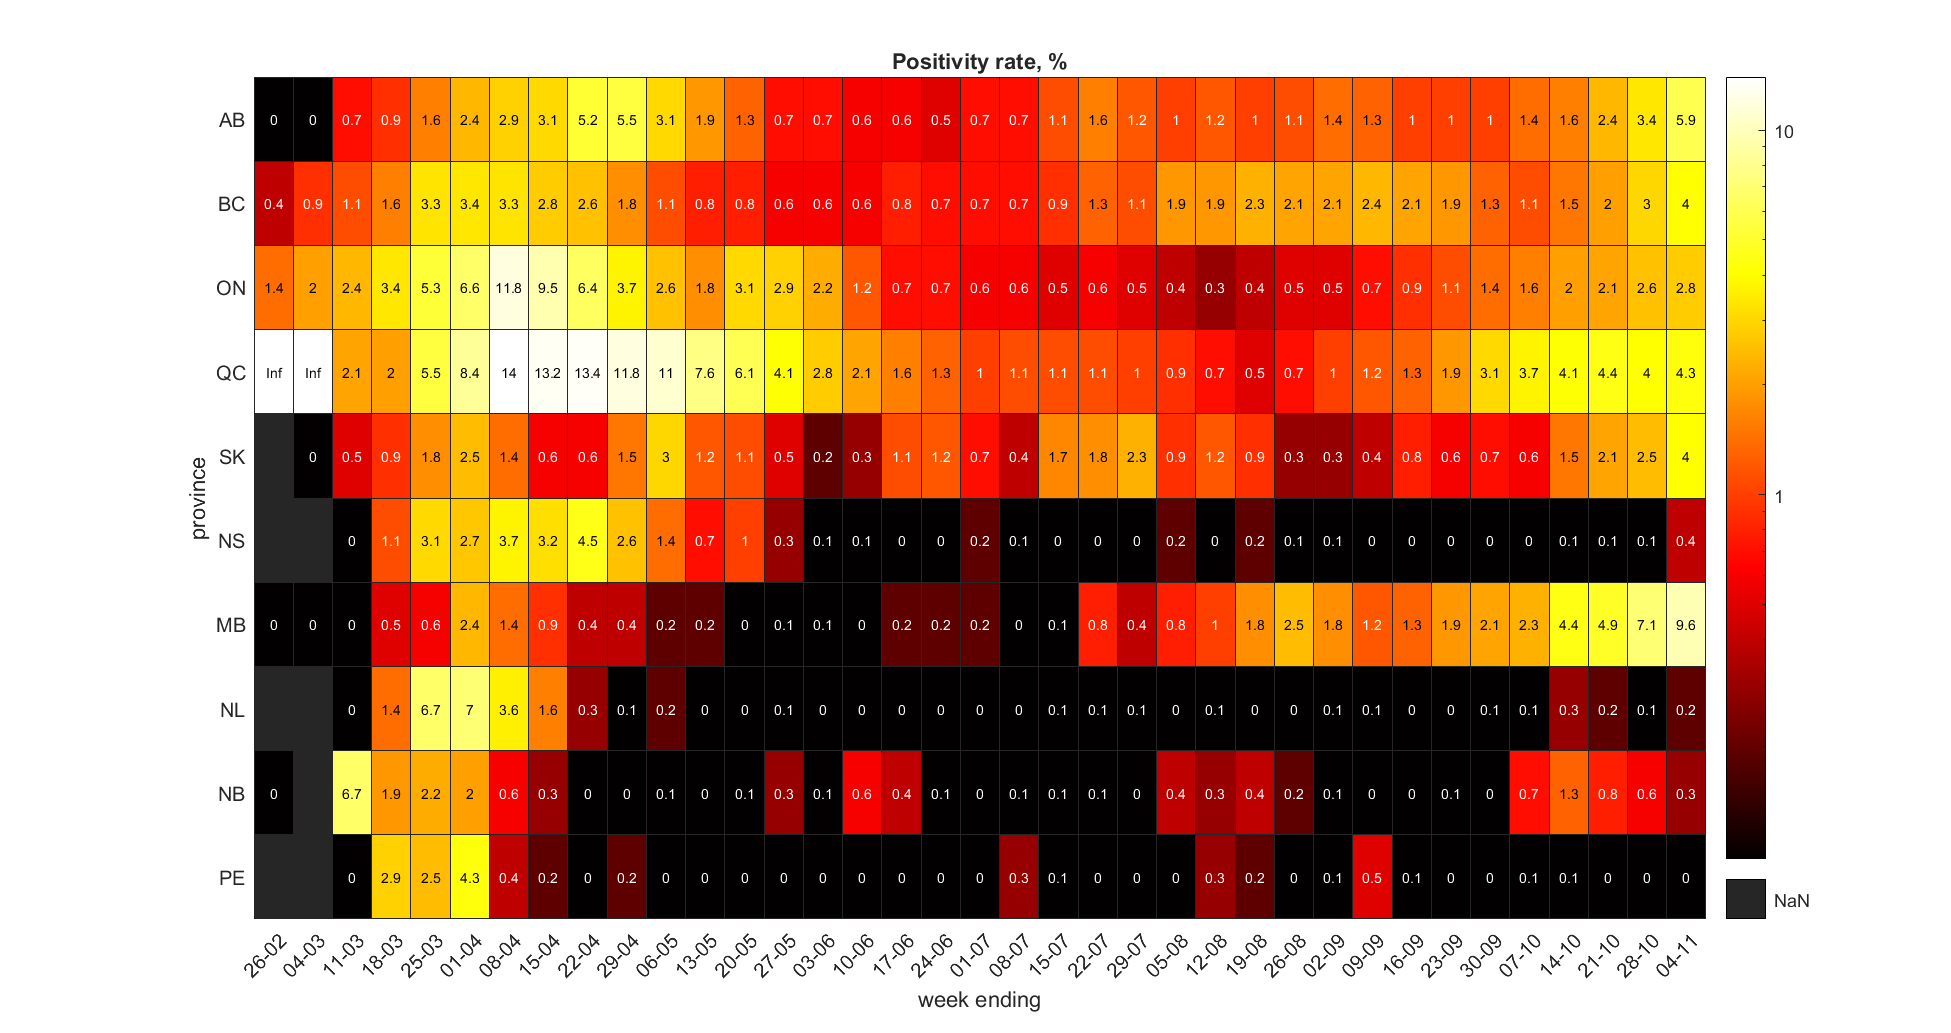 Positivity rate, %
AB 0 0 0.7 0.9 1.6 2.4 2.9 3.1 5.2 5.5 3.1 1.9 1.3 0.7 0.7 0.6 0.6 0.5 0.7 0.7 1.1 1.6 1.2 1 1.2 1 1.1 1.4 1.3 1 1 1 1.4 1.6 2.4 3.4 5.9
10
BC 0.4 0.9 1.1 1.6 3.3 3.4 3.3 2.8 2.6 1.8 1.1 0.8 0.8 0.6 0.6 0.6 0.8 0.7 0.7 0.7 0.9 1.3 1.1 1.9 1.9 2.3 2.1 2.1 2.4 2.1 1.9 1.3 1.1 1.5 2 3 4
ON 1.4 2 2.4 3.4 5.3 6.6 11.8 9.5 6.4 3.7 2.6 1.8 3.1 2.9 2.2 1.2 0.7 0.7 0.6 0.6 0.5 0.6 0.5 0.4 0.3 0.4 0.5 0.5 0.7 0.9 1.1 1.4 1.6 2 2.1 2.6 2.8
QC Inf Inf 2.1 2 5.5 8.4 14 13.2 13.4 11.8 11 7.6 6.1 4.1 2.8 2.1 1.6 1.3 1 1.1 1.1 1.1 1 0.9 0.7 0.5 0.7 1 1.2 1.3 1.9 3.1 3.7 4.1 4.4 4 4.3
SK 0 0.5 0.9 1.8 2.5 1.4 0.6 0.6 1.5 3 1.2 1.1 0.5 0.2 0.3 1.1 1.2 0.7 0.4 1.7 1.8 2.3 0.9 1.2 0.9 0.3 0.3 0.4 0.8 0.6 0.7 0.6 1.5 2.1 2.5 4
1
province
NS 0 1.1 3.1 2.7 3.7 3.2 4.5 2.6 1.4 0.7 1 0.3 0.1 0.1 0 0 0.2 0.1 0 0 0 0.2 0 0.2 0.1 0.1 0 0 0 0 0 0.1 0.1 0.1 0.4
MB 0 0 0 0.5 0.6 2.4 1.4 0.9 0.4 0.4 0.2 0.2 0 0.1 0.1 0 0.2 0.2 0.2 0 0.1 0.8 0.4 0.8 1 1.8 2.5 1.8 1.2 1.3 1.9 2.1 2.3 4.4 4.9 7.1 9.6
NL 0 1.4 6.7 7 3.6 1.6 0.3 0.1 0.2 0 0 0.1 0 0 0 0 0 0 0.1 0.1 0.1 0 0.1 0 0 0.1 0.1 0 0 0.1 0.1 0.3 0.2 0.1 0.2
NB 0 6.7 1.9 2.2 2 0.6 0.3 0 0 0.1 0 0.1 0.3 0.1 0.6 0.4 0.1 0 0.1 0.1 0.1 0 0.4 0.3 0.4 0.2 0.1 0 0 0.1 0 0.7 1.3 0.8 0.6 0.3
PE 0 2.9 2.5 4.3 0.4 0.2 0 0.2 0 0 0 0 0 0 0 0 0 0.3 0.1 0 0 0 0.3 0.2 0 0.1 0.5 0.1 0 0 0.1 0.1 0 0 0
NaN
26-02 04-03 11-03 18-03 25-03 01-04 08-04 15-04 22-04 29-04 06-05 13-05 20-05 27-05 03-06 10-06 17-06 24-06 01-07 08-07 15-07 22-07 29-07 05-08 12-08 19-08 26-08 02-09 09-09 16-09 23-09 30-09 07-10 14-10 21-10 28-10 04-11
week ending